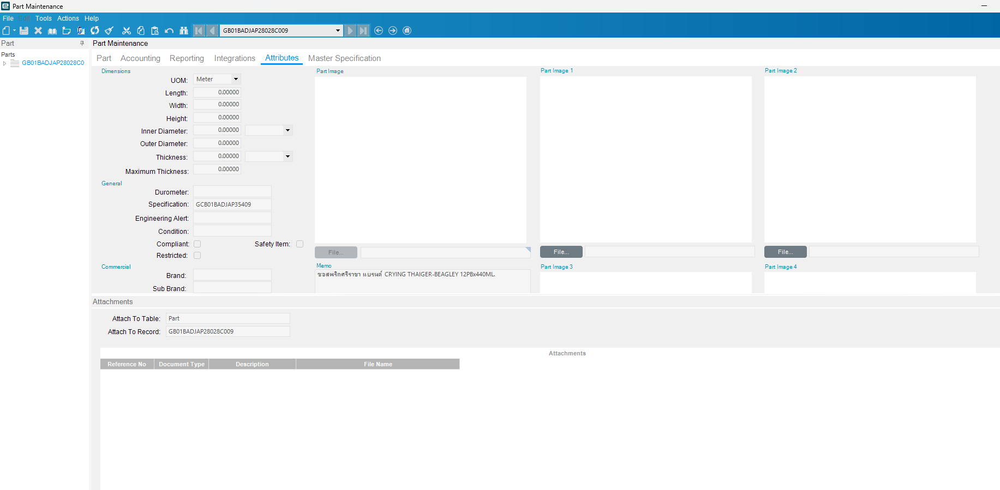 Part Maintenance
File Edit Tools Actions Help
GB01BADJAP28028C009
Part
Parts
GB01BADJAP28028C0
Part Maintenance
Part Accounting Reporting Integrations Attributes Master Specification
Dimensions
UOM: Meter
Length: 0.00000
Width: 0.00000
Height: 0.00000
Inner Diameter: 0.00000
Outer Diameter: 0.00000
Thickness: 0.00000
Maximum Thickness: 0.00000
General
Durometer:
Specification: GCB01BADJAP35409
Engineering Alert:
Condition:
Compliant: Safety Item:
Restricted:
Commercial
Brand:
Sub Brand:
Part Image
File...
Memo
ซอสพริกศรีราชา แบรนด์ CRYING THAIGER-BEAGLEY 12PBx440ML.
Part Image 1
File...
Part Image 3
Part Image 2
File...
Part Image 4
Attachments
Attach To Table: Part
Attach To Record: GB01BADJAP28028C009
Attachments
Reference No Document Type Description File Name